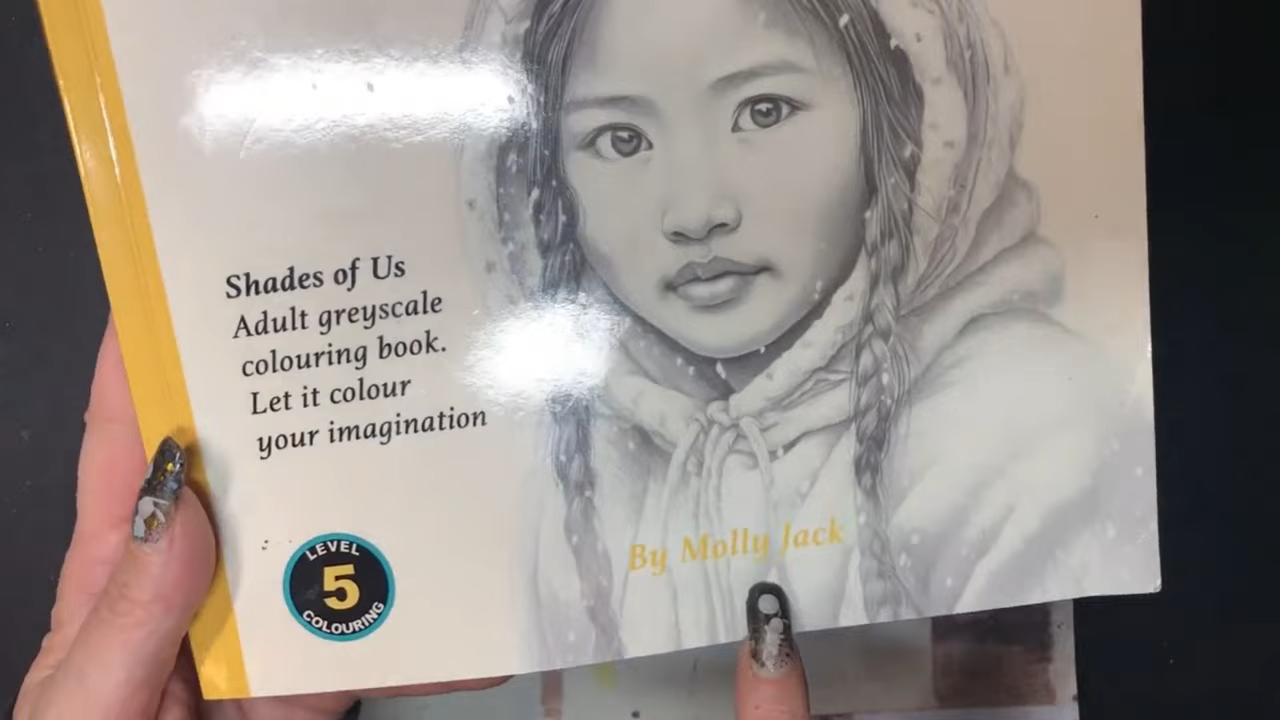 Shades of Us
Adult greyscale
colouring book.
Let it colour
your imagination
By Molly Jack
LEVEL
5
COLOURING